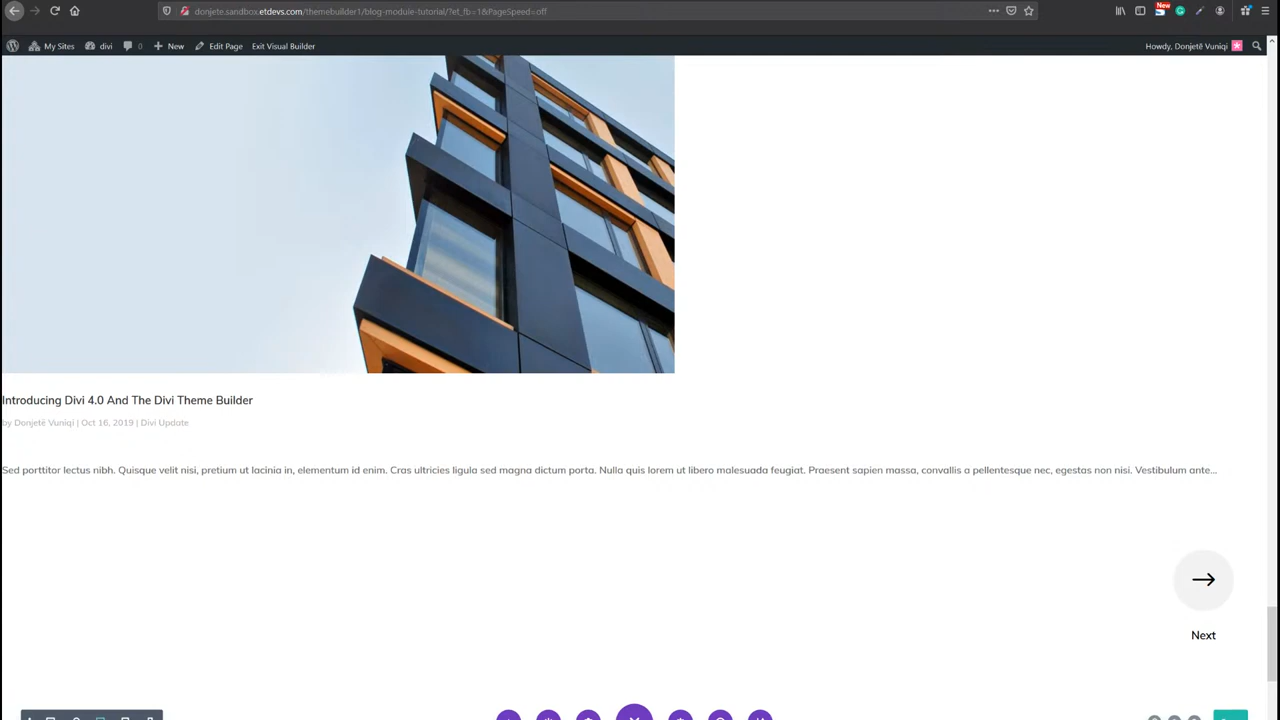 donjete.sandbox.etdevs.com/themebuilder1/blog-module-tutorial/?et_fb=1&PageSpeed=off
New
My Sites divi 0 New Edit Page Exit Visual Builder Howdy, Donjetë Vuniqi
Introducing Divi 4.0 And The Divi Theme Builder
by Donjetë Vuniqi | Oct 16, 2019 | Divi Update
Sed porttitor lectus nibh. Quisque velit nisi, pretium ut lacinia in, elementum id enim. Cras ultricies ligula sed magna dictum porta. Nulla quis lorem ut libero malesuada feugiat. Praesent sapien massa, convallis a pellentesque nec, egestas non nisi. Vestibulum ante...
Next